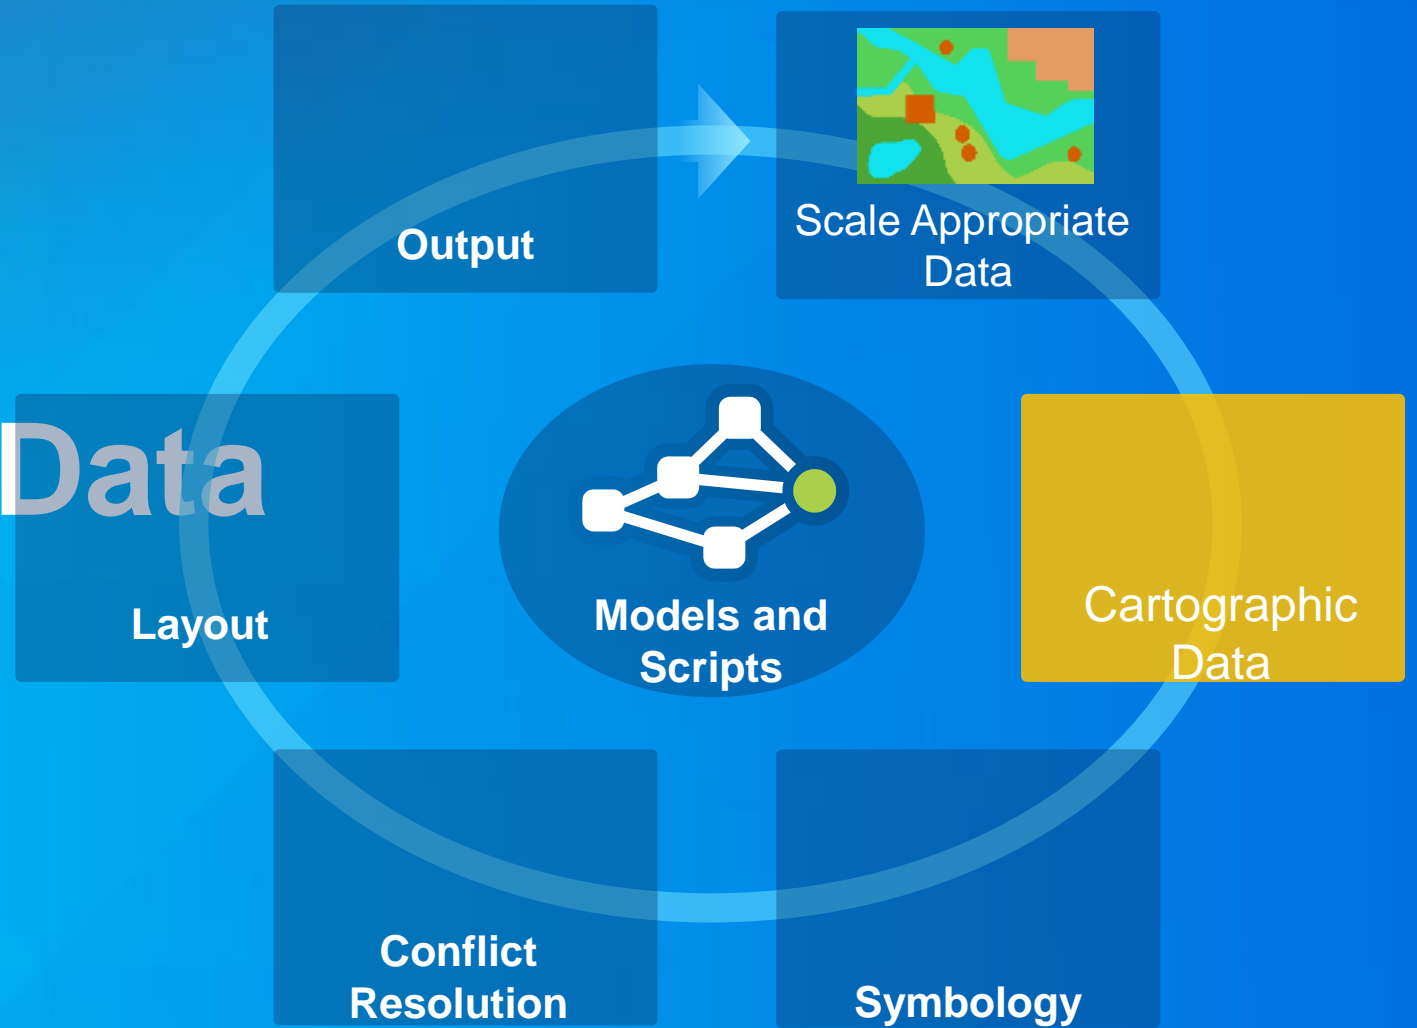 Output
Scale Appropriate
Data
Data
Layout
Models and
Scripts
Cartographic
Data
Conflict
Resolution
Symbology